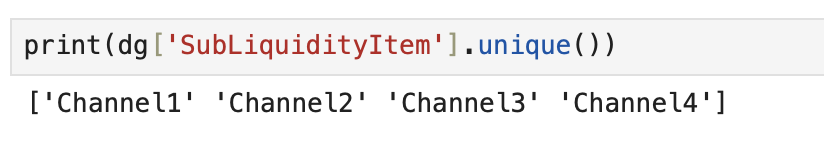 print(dg['SubLiquidityItem'].unique())
['Channel1' 'Channel2' 'Channel3' 'Channel4']